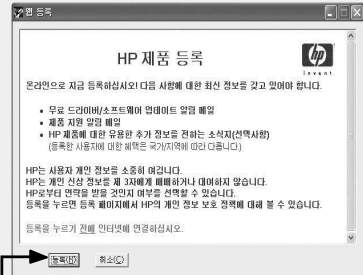 웹 등록
HP 제품 등록
hp
invent
온라인으로 지금 등록하십시오! 다음 사항에 대한 최신 정보를 갖고 있어야 합니다.
• 무료 드라이버/소프트웨어 업데이트 알림 메일
• 제품 지원 알림 메일
• HP 제품에 대한 유용한 추가 정보를 전하는 소식지(선택사항)
(등록한 사용자에 대한 혜택은 국가/지역에 따라 다릅니다.)
HP는 사용자 개인 정보를 소중히 여깁니다.
HP는 개인 신상 정보를 제 3자에게 매매하거나 대여하지 않습니다.
HP로부터 연락을 받을 것인지 여부를 선택할 수 있습니다.
등록을 누르면 등록 페이지에서 HP의 개인 정보 보호 정책에 대해 볼 수 있습니다.
등록을 누르기 전에 인터넷에 연결하십시오.
등록(R) 취소(C)